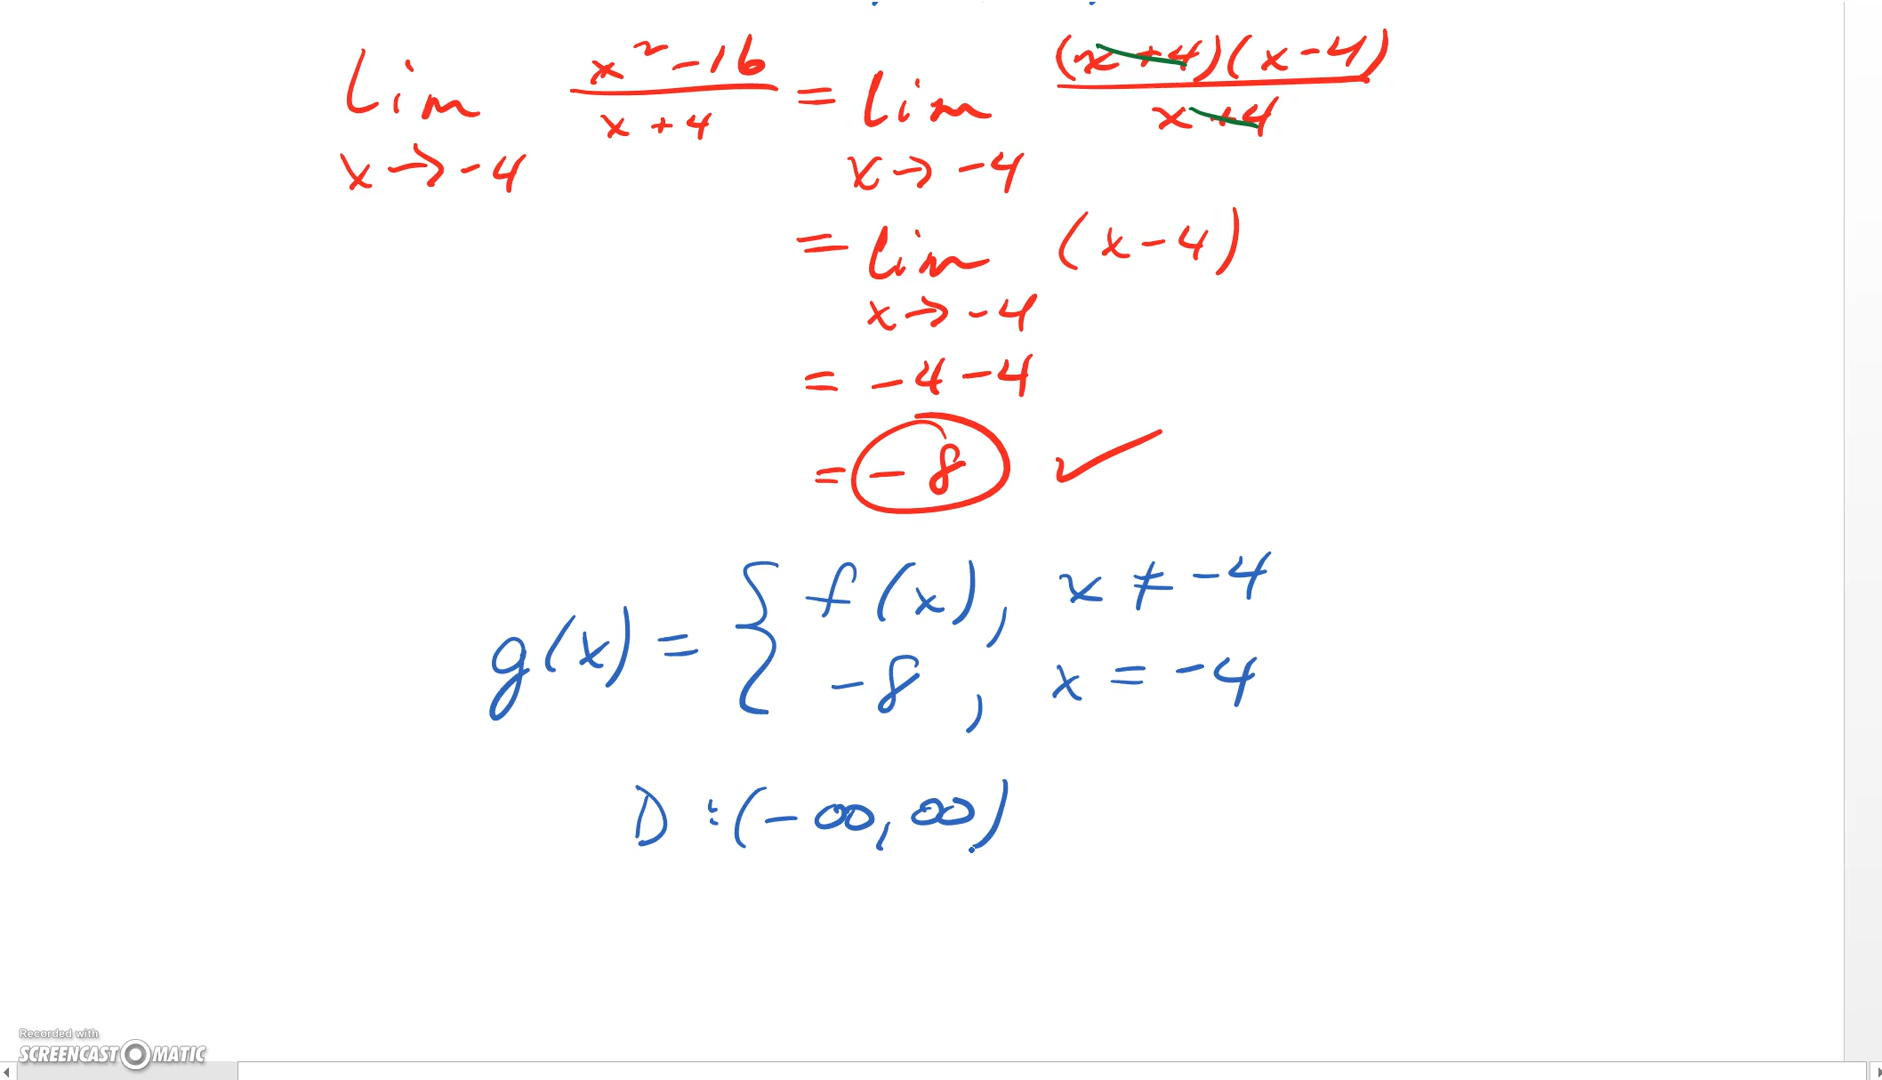 lim x→-4 x²-16 / x+4 = lim x→-4 (x+4)(x-4) / x+4
= lim x→-4 (x-4)
= -4-4
= -8 ✓
g(x) = { f(x), x ≠ -4
-8, x = -4
D : (-∞, ∞)
Recorded with
SCREENCAST MATIC